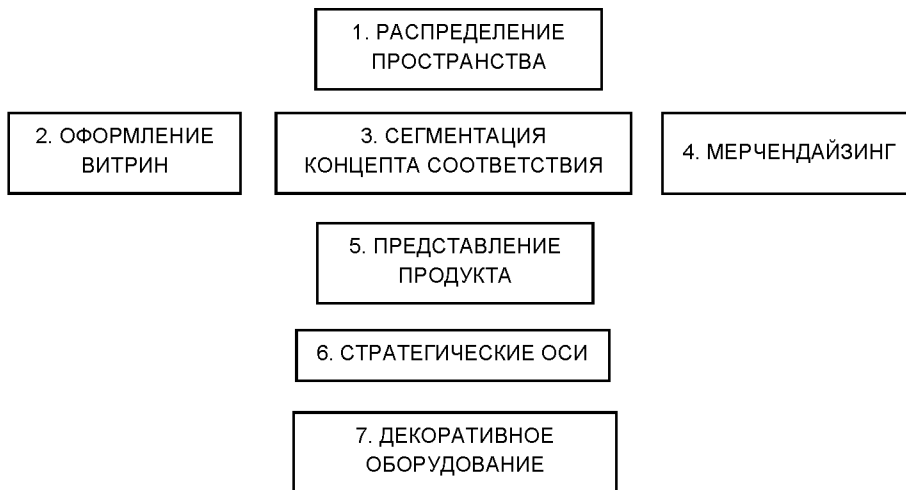 1. РАСПРЕДЕЛЕНИЕ
ПРОСТРАНСТВА
2. ОФОРМЛЕНИЕ
ВИТРИН
3. СЕГМЕНТАЦИЯ
КОНЦЕПТА СООТВЕТСТВИЯ
4. МЕРЧЕНДАЙЗИНГ
5. ПРЕДСТАВЛЕНИЕ
ПРОДУКТА
6. СТРАТЕГИЧЕСКИЕ ОСИ
7. ДЕКОРАТИВНОЕ
ОБОРУДОВАНИЕ